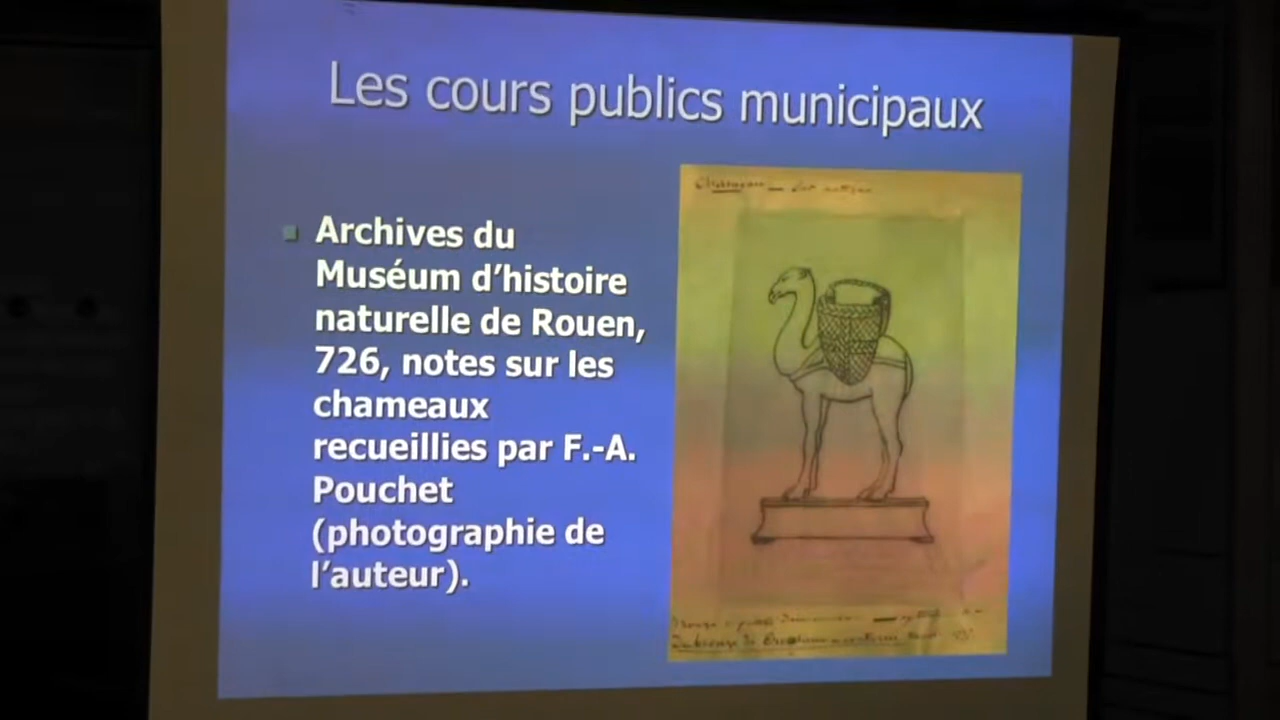 Les cours publics municipaux
Archives du
Muséum d’histoire
naturelle de Rouen,
726, notes sur les
chameaux
recueillies par F.-A.
Pouchet
(photographie de
l’auteur).